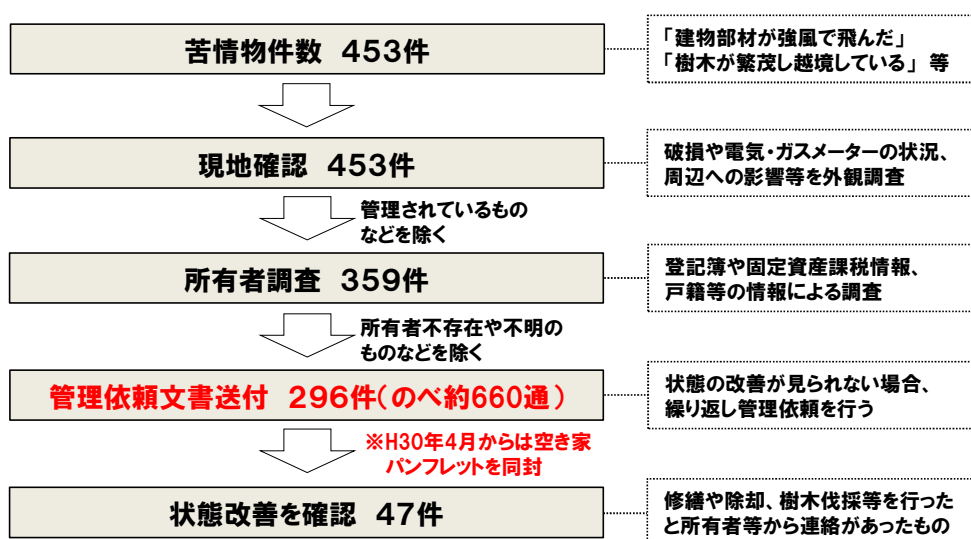 苦情物件数 453件
「建物部材が強風で飛んだ」
「樹木が繁茂し越境している」 等
現地確認 453件
破損や電気・ガスメーターの状況、
周辺への影響等を外観調査
管理されているもの
などを除く
所有者調査 359件
登記簿や固定資産課税情報、
戸籍等の情報による調査
所有者不存在や不明の
ものなどを除く
管理依頼文書送付 296件(のべ約660通)
状態の改善が見られない場合、
繰り返し管理依頼を行う
※H30年4月からは空き家
パンフレットを同封
状態改善を確認 47件
修繕や除却、樹木伐採等を行った
と所有者等から連絡があったもの